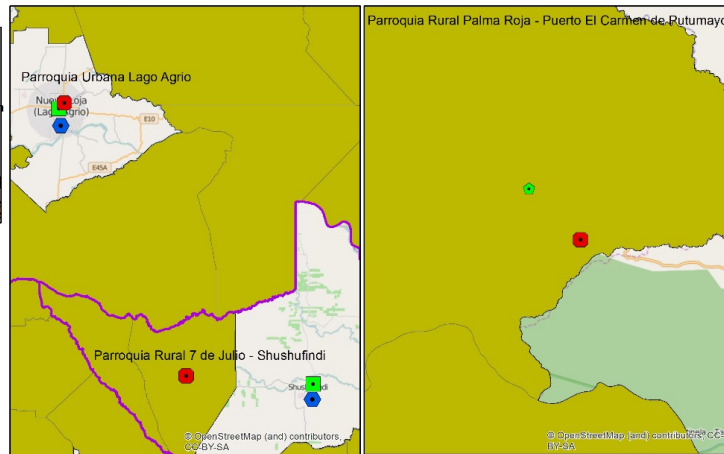 Parroquia Urbana Lago Agrio
Nueva Loja
(Lago Agrio)
E10
E45A
Parroquia Rural 7 de Julio - Shushufindi
Shushufindi
© OpenStreetMap (and) contributors,
CC-BY-SA
Parroquia Rural Palma Roja - Puerto El Carmen de Putumayo
© OpenStreetMap (and) contributors, CC-
BY-SA